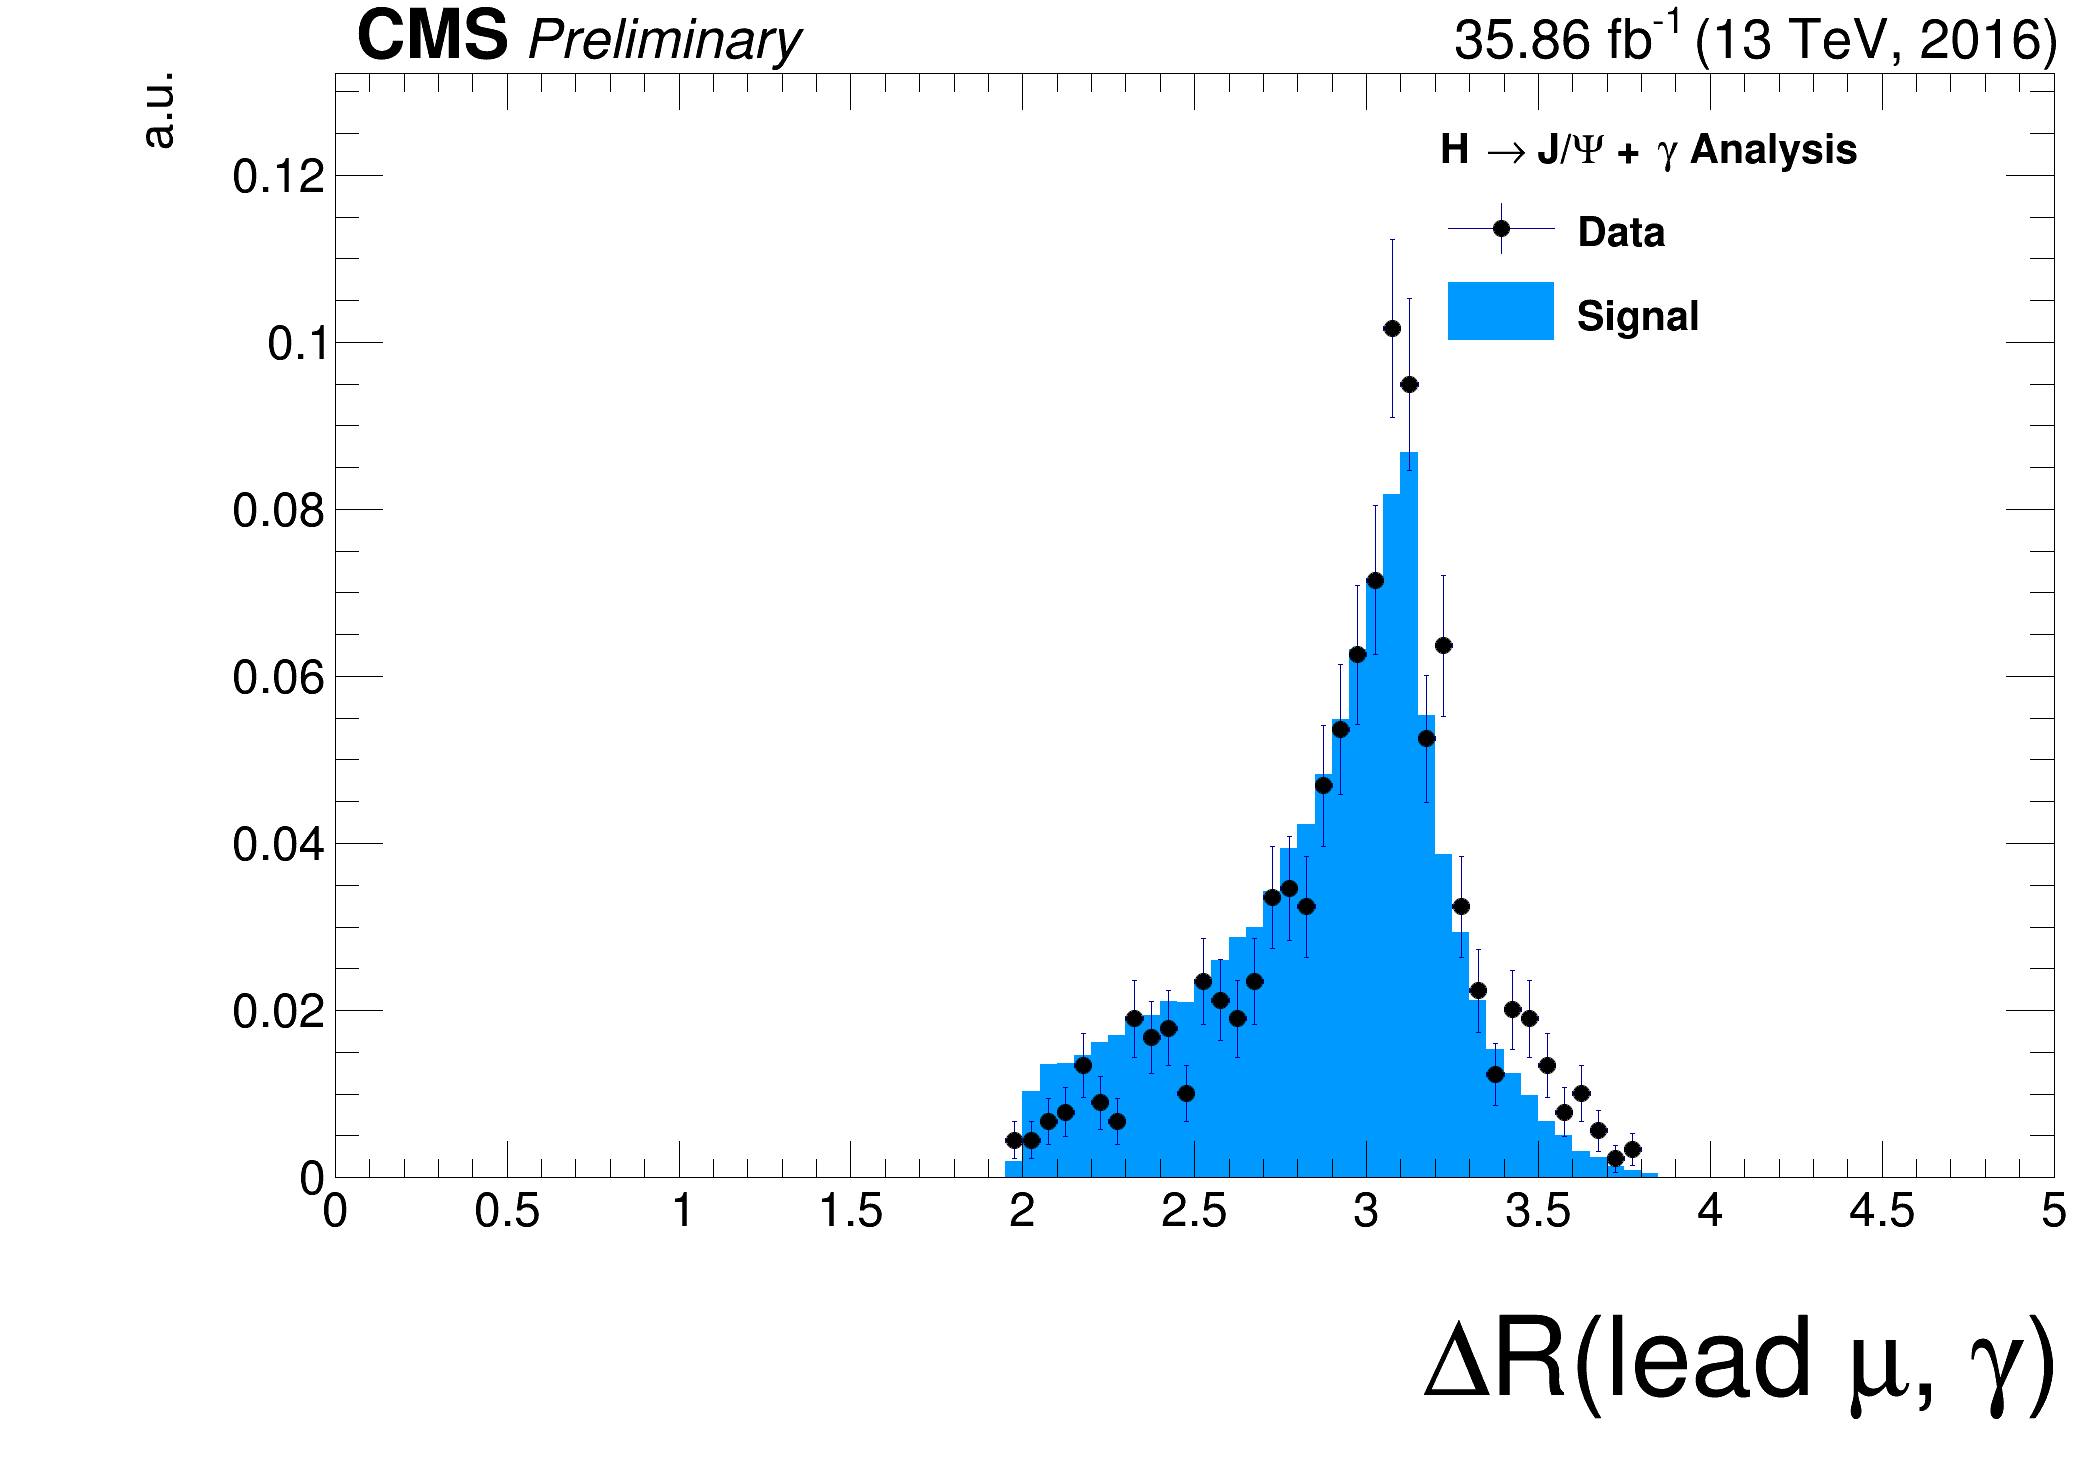 CMS Preliminary 35.86 fb⁻¹ (13 TeV, 2016)
a.u.
H → J/Ψ + γ Analysis
Data
Signal
0.12
0.1
0.08
0.06
0.04
0.02
0
0 0.5 1 1.5 2 2.5 3 3.5 4 4.5 5
ΔR(lead μ, γ)